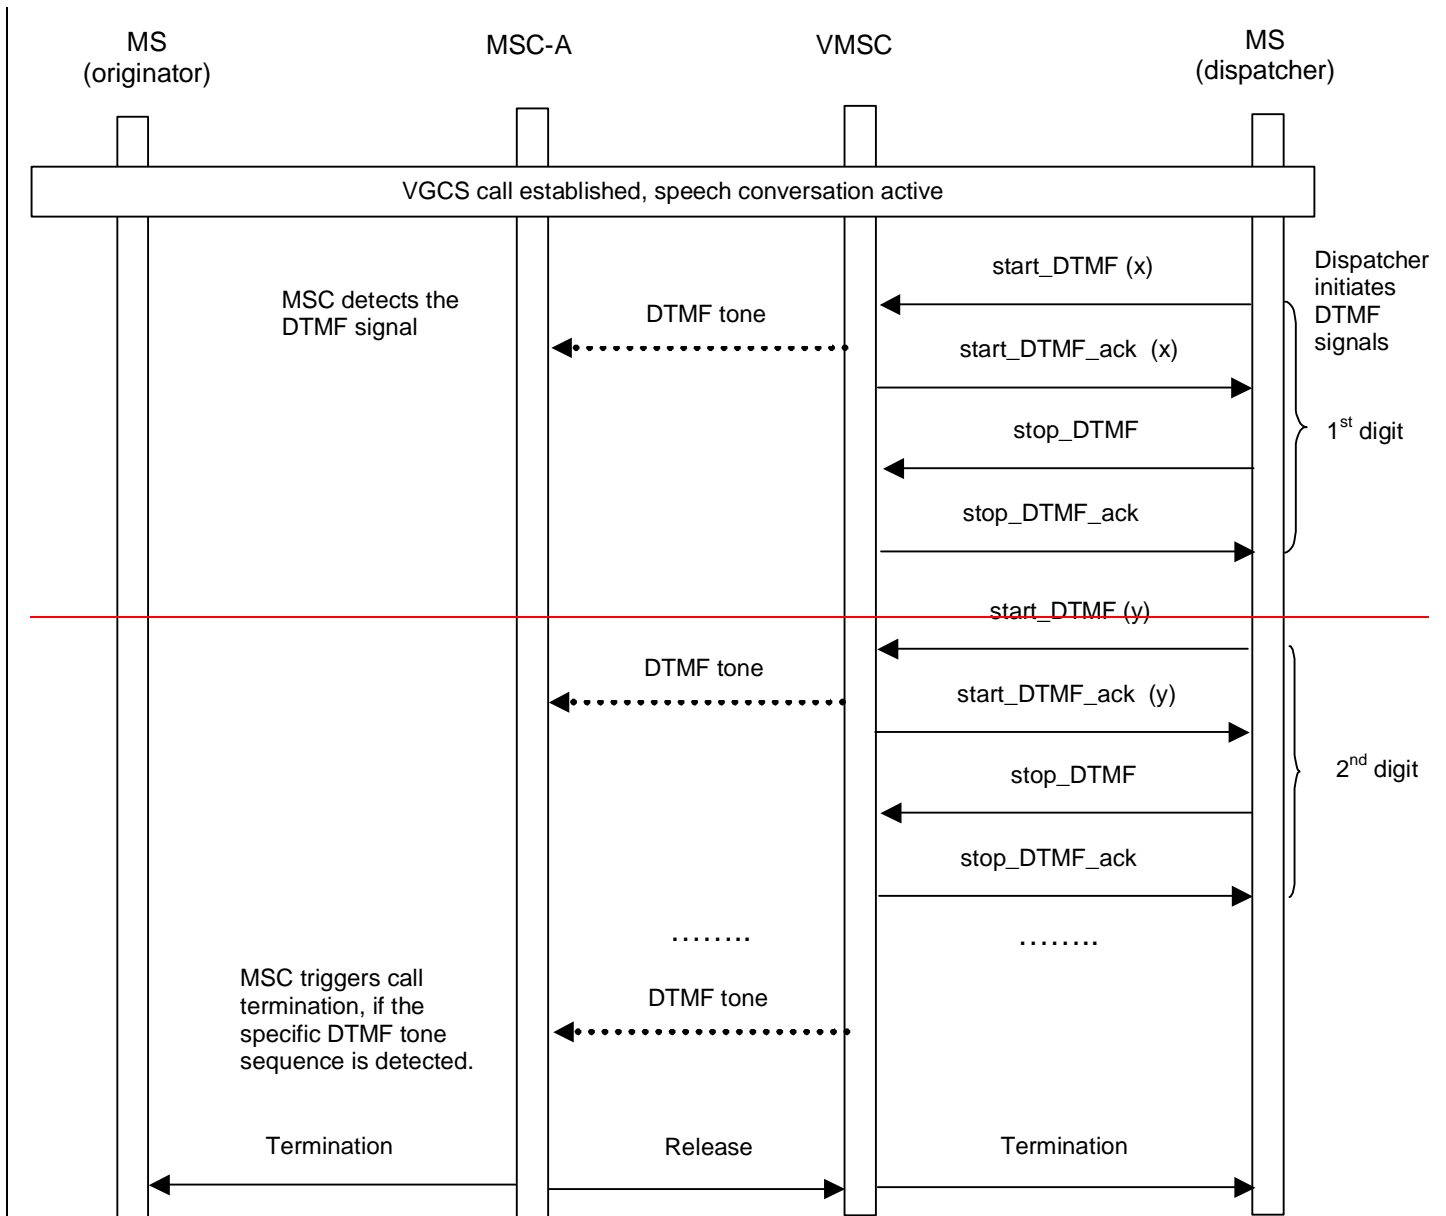 MS
(originator)
MSC-A
VMSC
MS
(dispatcher)
VGCS call established, speech conversation active
start_DTMF (x)
Dispatcher
initiates
DTMF
signals
MSC detects the
DTMF signal
DTMF tone
start_DTMF_ack (x)
stop_DTMF
1st digit
stop_DTMF_ack
start_DTMF (y)
DTMF tone
start_DTMF_ack (y)
stop_DTMF
2nd digit
stop_DTMF_ack
........
........
MSC triggers call
termination, if the
specific DTMF tone
sequence is detected.
DTMF tone
Termination
Release
Termination